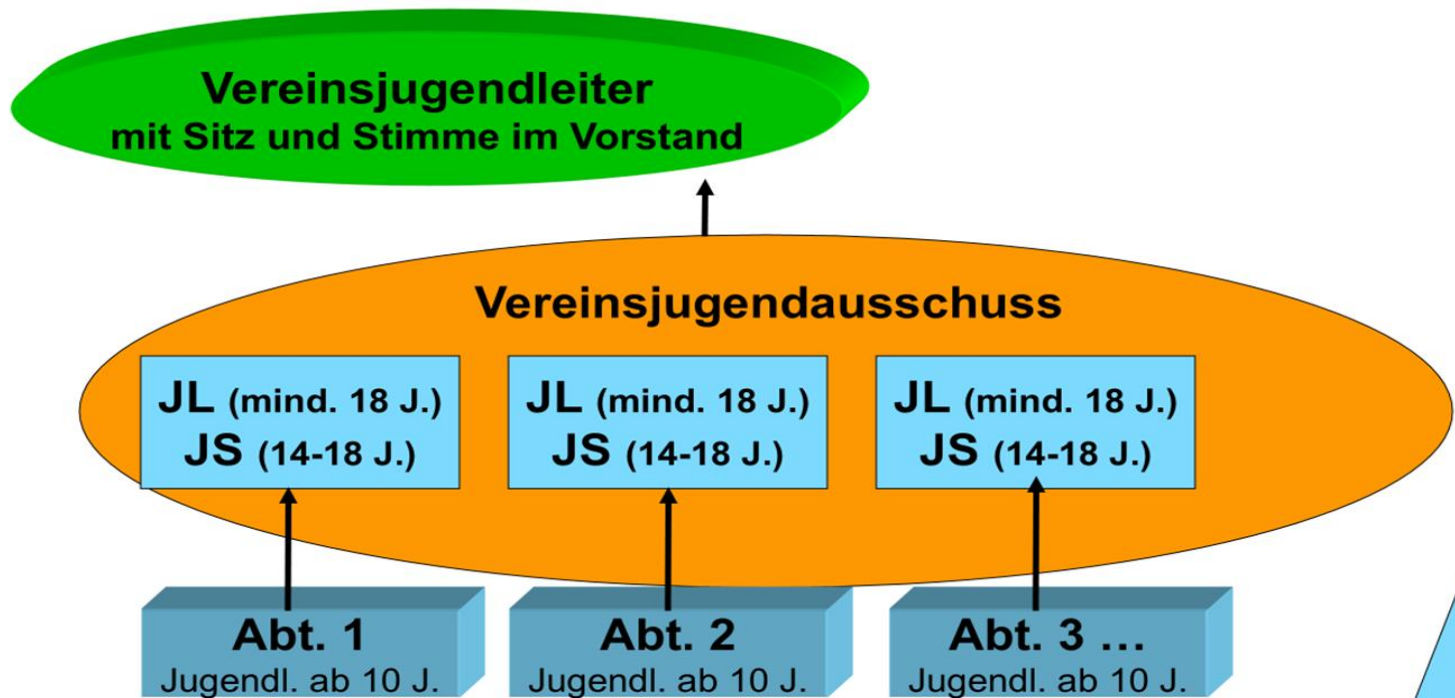 Vereinsjugendleiter
mit Sitz und Stimme im Vorstand
Vereinsjugendausschuss
JL (mind. 18 J.)
JS (14-18 J.)
JL (mind. 18 J.)
JS (14-18 J.)
JL (mind. 18 J.)
JS (14-18 J.)
Abt. 1
Jugendl. ab 10 J.
Abt. 2
Jugendl. ab 10 J.
Abt. 3 ...
Jugendl. ab 10 J.